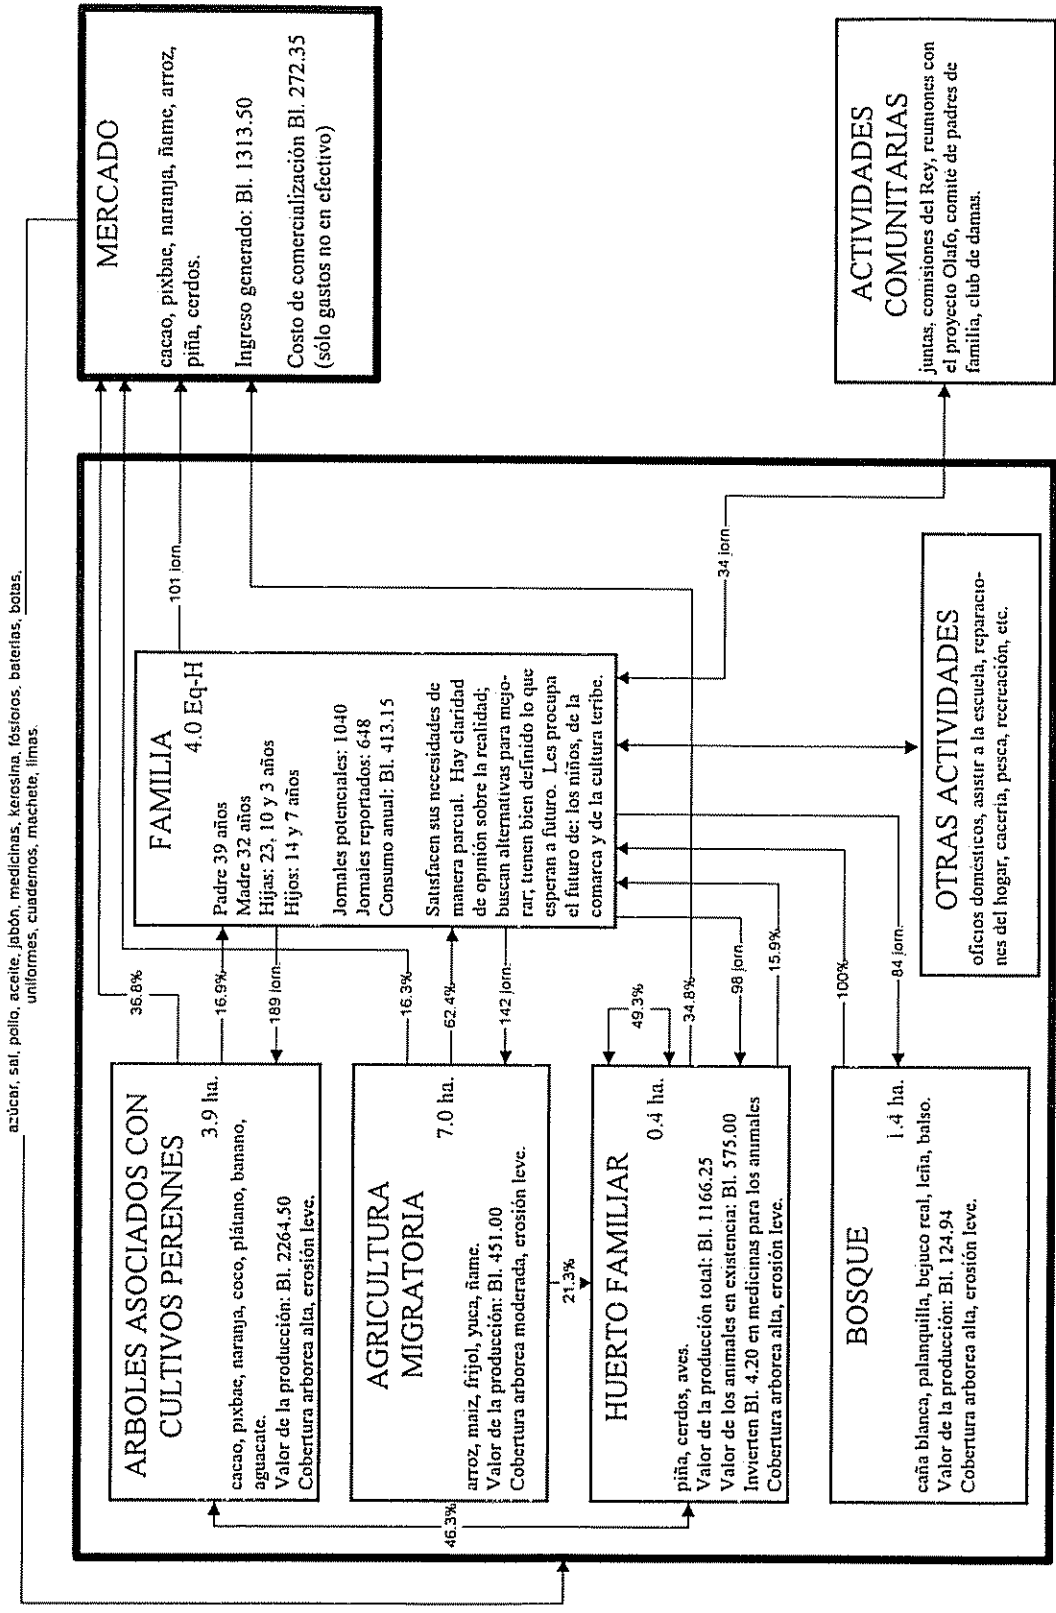 azúcar, sal, pollo, aceite, jabón, medicinas, kerosina, fósforos, baterías, botas,
uniformes, cuadernos, machete, limas.
ARBOLES ASOCIADOS CON
CULTIVOS PERENNES
3.9 ha.
cacao, pixbae, naranja, coco, plátano, banano,
aguacate.
Valor de la producción: Bl. 2264.50
Cobertura arborea alta, erosión leve.
AGRICULTURA
MIGRATORIA
7.0 ha.
arroz, maiz, frijol, yuca, ñame.
Valor de la producción: Bl. 451.00
Cobertura arborea moderada, erosión leve.
HUERTO FAMILIAR
0.4 ha.
piña, cerdos, aves.
Valor de la producción total: Bl. 1166.25
Valor de los animales en existencia: Bl. 575.00
Invierten Bl. 4.20 en medicinas para los animales
Cobertura arborea alta, erosión leve.
BOSQUE
1.4 ha.
caña blanca, palanquilla, bejuco real, leña, balso.
Valor de la producción: Bl. 124.94
Cobertura arborea alta, erosión leve.
46.3%
21.3%
36.8%
16.9%
189 jorn.
16.3%
62.4%
142 jorn.
49.3%
34.8%
98 jorn.
15.9%
100%
84 jorn.
FAMILIA
4.0 Eq-H
Padre 39 años
Madre 32 años
Hijas: 23, 10 y 3 años
Hijos: 14 y 7 años
Jornales potenciales: 1040
Jornales reportados: 648
Consumo anual: Bl. 413.15
Satisfacen sus necesidades de
manera parcial. Hay claridad
de opinión sobre la realidad;
buscan alternativas para mejo-
rar; tienen bien definido lo que
esperan a futuro. Les procupa
el futuro de: los niños, de la
comarca y de la cultura teribe.
OTRAS ACTIVIDADES
oficios domésticos, asistir a la escuela, reparacio-
nes del hogar, cacería, pesca, recreación, etc.
101 jorn.
34 jorn.
MERCADO
cacao, pixbae, naranja, ñame, arroz,
piña, cerdos.
Ingreso generado: Bl. 1313.50
Costo de comercialización Bl. 272.35
(sólo gastos no en efectivo)
ACTIVIDADES
COMUNITARIAS
juntas, comisiones del Rey, reuniones con
el proyecto Olafo, comité de padres de
familia, club de damas.